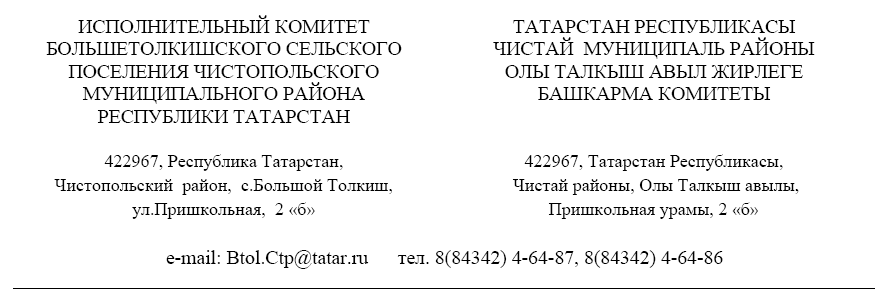 ИСПОЛНИТЕЛЬНЫЙ КОМИТЕТ
БОЛЬШЕТОЛКИШСКОГО СЕЛЬСКОГО
ПОСЕЛЕНИЯ ЧИСТОПОЛЬСКОГО
МУНИЦИПАЛЬНОГО РАЙОНА
РЕСПУБЛИКИ ТАТАРСТАН
422967, Республика Татарстан,
Чистопольский район, с.Большой Толкиш,
ул.Пришкольная, 2 «б»
ТАТАРСТАН РЕСПУБЛИКАСЫ
ЧИСТАЙ МУНИЦИПАЛЬ РАЙОНЫ
ОЛЫ ТАЛКЫШ АВЫЛ ЖИРЛЕГЕ
БАШКАРМА КОМИТЕТЫ
422967, Татарстан Республикасы,
Чистай районы, Олы Талкыш авылы,
Пришкольная урамы, 2 «б»
e-mail: Btol.Ctp@tatar.ru тел. 8(84342) 4-64-87, 8(84342) 4-64-86